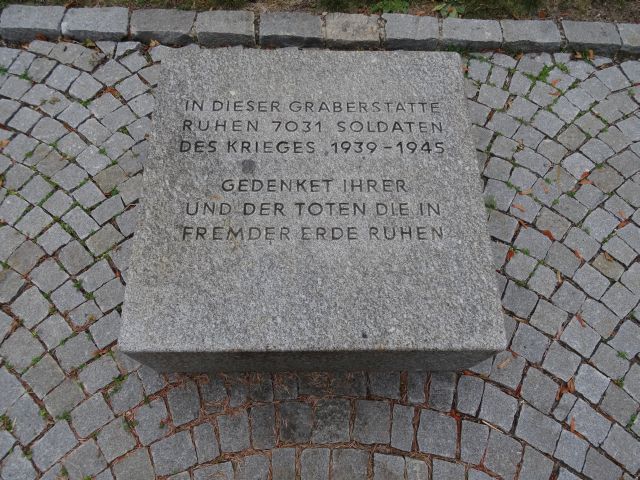 IN DIESER GRABERSTATTE
RUHEN 7031 SOLDATEN
DES KRIEGES 1939-1945
GEDENKET IHRER
UND DER TOTEN DIE IN
FREMDER ERDE RUHEN